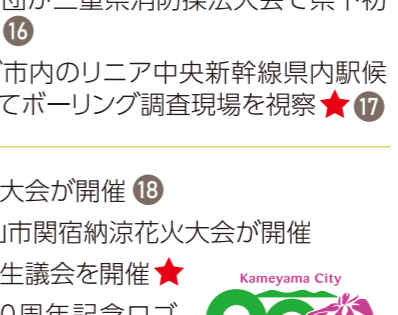 団が三重県消防操法大会で県下初
16
市内のリニア中央新幹線県内駅候
てボーリング調査現場を視察★17
大会が開催 18
山市関宿納涼花火大会が開催
生議会を開催★
Kameyama City
0周年記念ロゴ